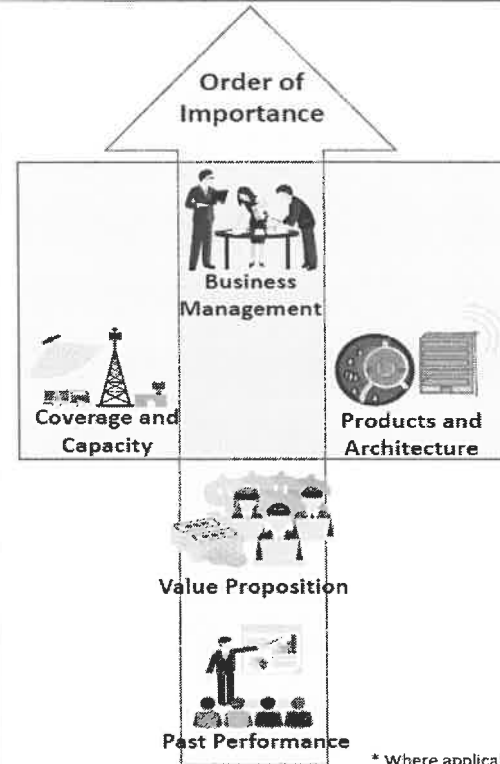 Order of
Importance
Business
Management
Coverage and
Capacity
Products and
Architecture
Value Proposition
Past Performance
* Where applica